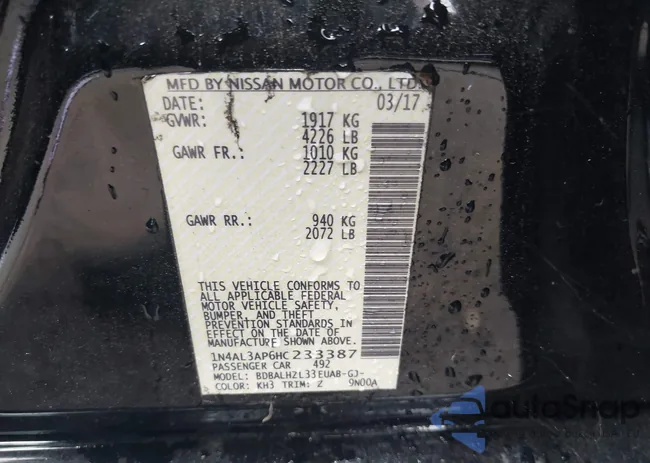 MFD BY NISSAN MOTOR CO., LTD.
DATE: 03/17
GVWR: 1917 KG
4226 LB
GAWR FR.: 1010 KG
2227 LB
GAWR RR.: 940 KG
2072 LB
THIS VEHICLE CONFORMS TO
ALL APPLICABLE FEDERAL
MOTOR VEHICLE SAFETY,
BUMPER, AND THEFT
PREVENTION STANDARDS IN
EFFECT ON THE DATE OF
MANUFACTURE SHOWN ABOVE.
1N4AL3AP6HC233387
PASSENGER CAR 492
MODEL: BDBALHZL33EUAB-GJ-
COLOR: KH3 TRIM: Z 9N00A
autoSnap